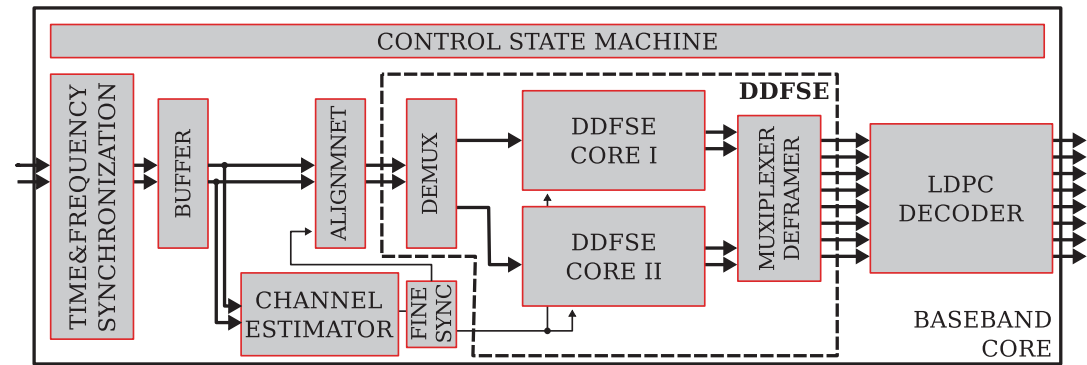 CONTROL STATE MACHINE
TIME&FREQUENCY
SYNCHRONIZATION
BUFFER
ALIGNMNET
DEMUX
DDFSE
DDFSE
CORE I
DDFSE
CORE II
MUXIPLEXER
DEFRAMER
LDPC
DECODER
CHANNEL
ESTIMATOR
FINE
SYNC
BASEBAND
CORE